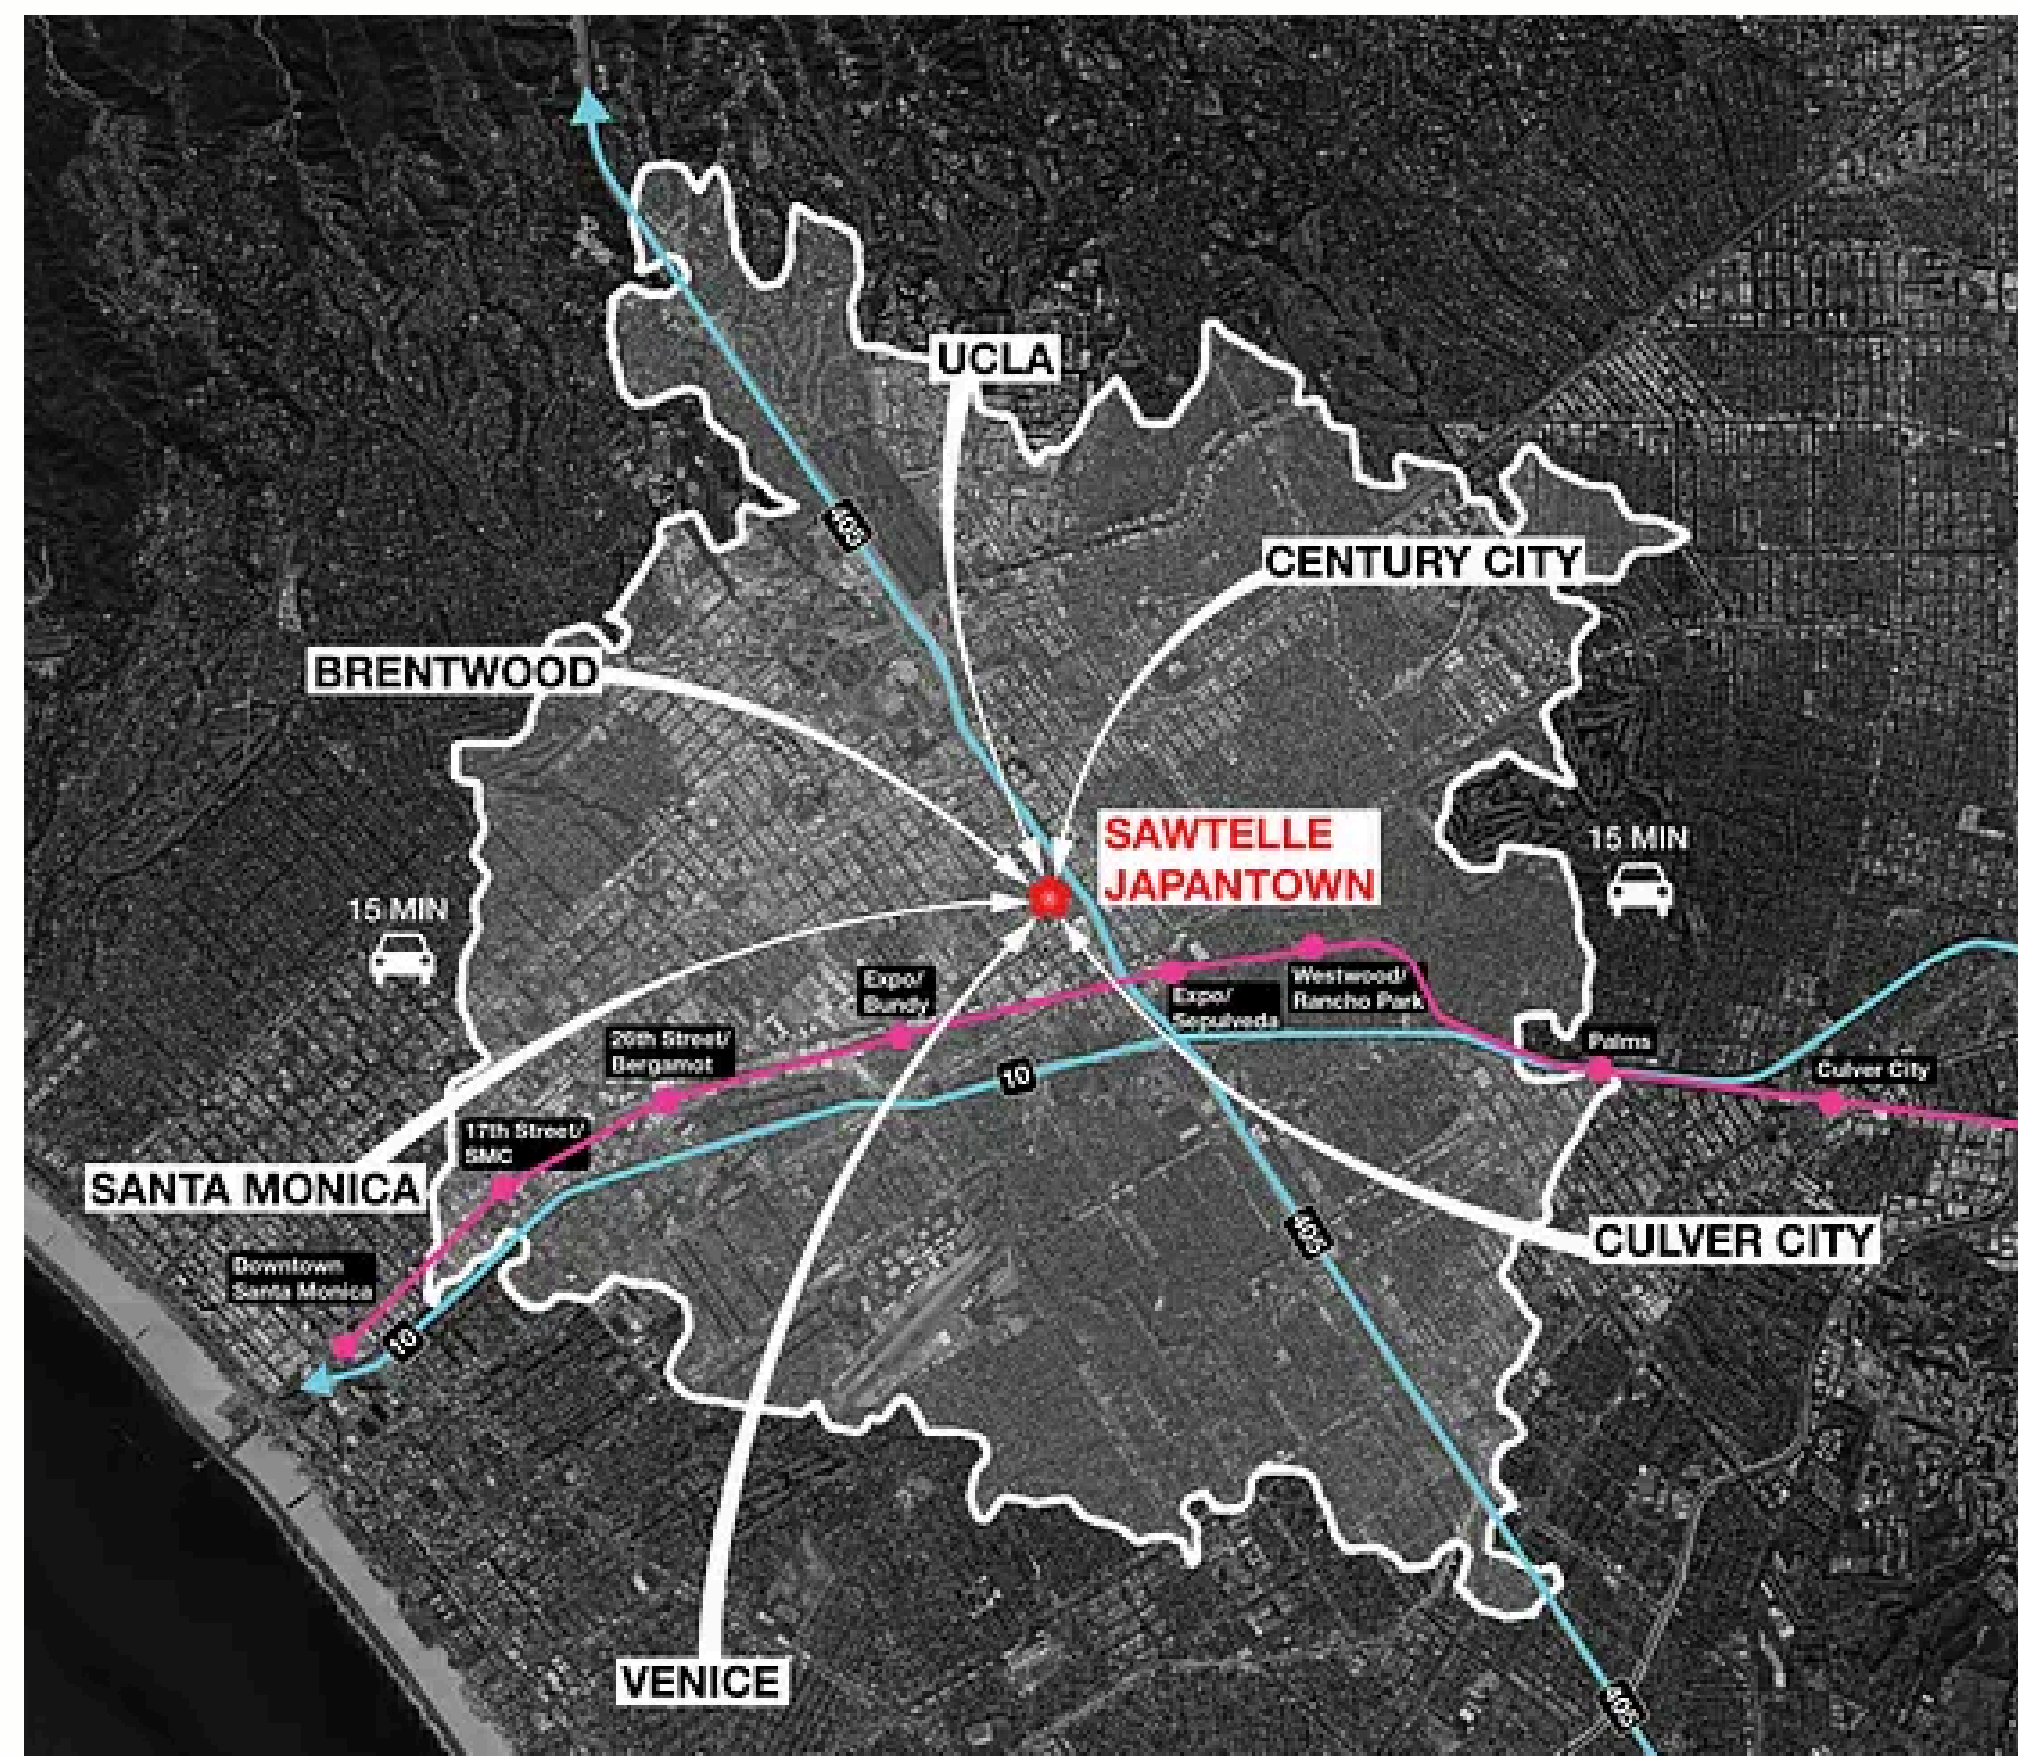 405
UCLA
CENTURY CITY
BRENTWOOD
SAWTELLE
JAPANTOWN
15 MIN
15 MIN
Expo/
Bundy
Westwood/
Rancho Park
Expo/
Sepulveda
26th Street/
Bergamot
Palms
10
Culver City
17th Street/
SMC
SANTA MONICA
405
CULVER CITY
Downtown
Santa Monica
10
VENICE
405